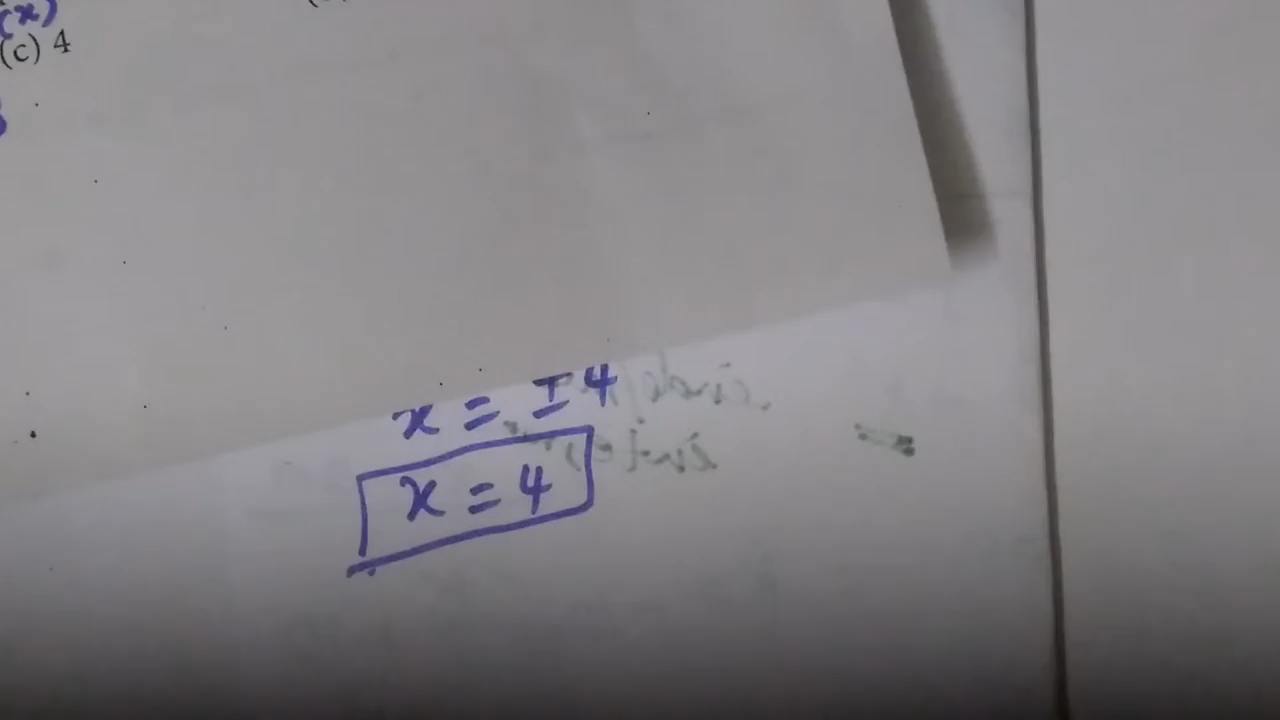 (x)
(c) 4
x = ± 4
x = 4